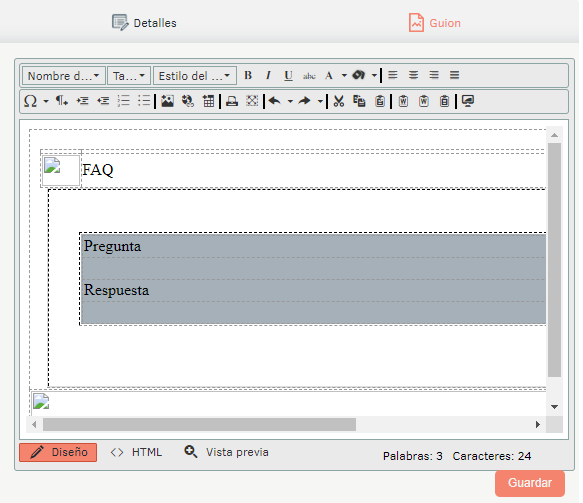 Detalles
Guion
Nombre d...
Ta...
Estilo del ...
B I U abc A
Ω ¶
FAQ
Pregunta
Respuesta
Diseño
HTML
Vista previa
Palabras: 3 Caracteres: 24
Guardar